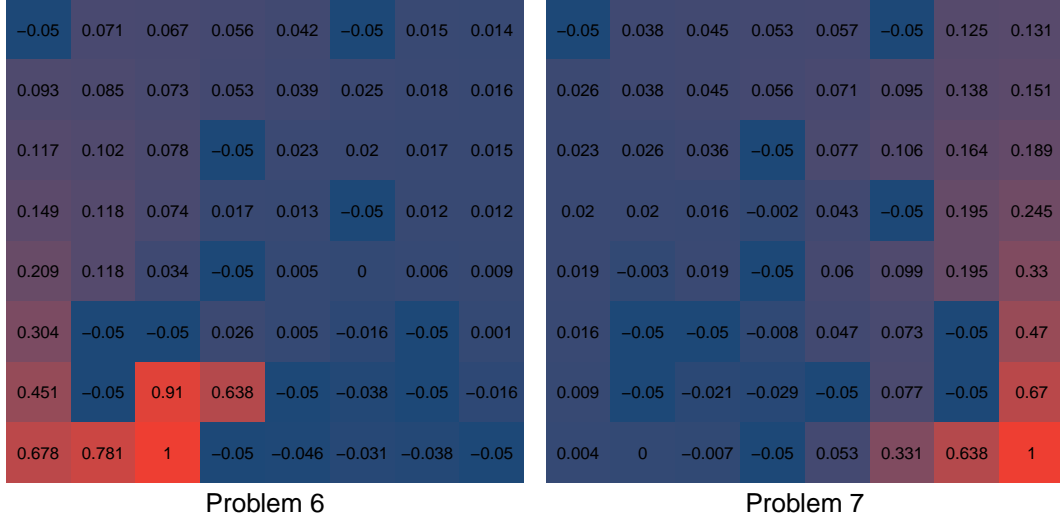 −0.05 0.071 0.067 0.056 0.042 −0.05 0.015 0.014
0.093 0.085 0.073 0.053 0.039 0.025 0.018 0.016
0.117 0.102 0.078 −0.05 0.023 0.02 0.017 0.015
0.149 0.118 0.074 0.017 0.013 −0.05 0.012 0.012
0.209 0.118 0.034 −0.05 0.005 0 0.006 0.009
0.304 −0.05 −0.05 0.026 0.005 −0.016 −0.05 0.001
0.451 −0.05 0.91 0.638 −0.05 −0.038 −0.05 −0.016
0.678 0.781 1 −0.05 −0.046 −0.031 −0.038 −0.05
Problem 6
−0.05 0.038 0.045 0.053 0.057 −0.05 0.125 0.131
0.026 0.038 0.045 0.056 0.071 0.095 0.138 0.151
0.023 0.026 0.036 −0.05 0.077 0.106 0.164 0.189
0.02 0.02 0.016 −0.002 0.043 −0.05 0.195 0.245
0.019 −0.003 0.019 −0.05 0.06 0.099 0.195 0.33
0.016 −0.05 −0.05 −0.008 0.047 0.073 −0.05 0.47
0.009 −0.05 −0.021 −0.029 −0.05 0.077 −0.05 0.67
0.004 0 −0.007 −0.05 0.053 0.331 0.638 1
Problem 7